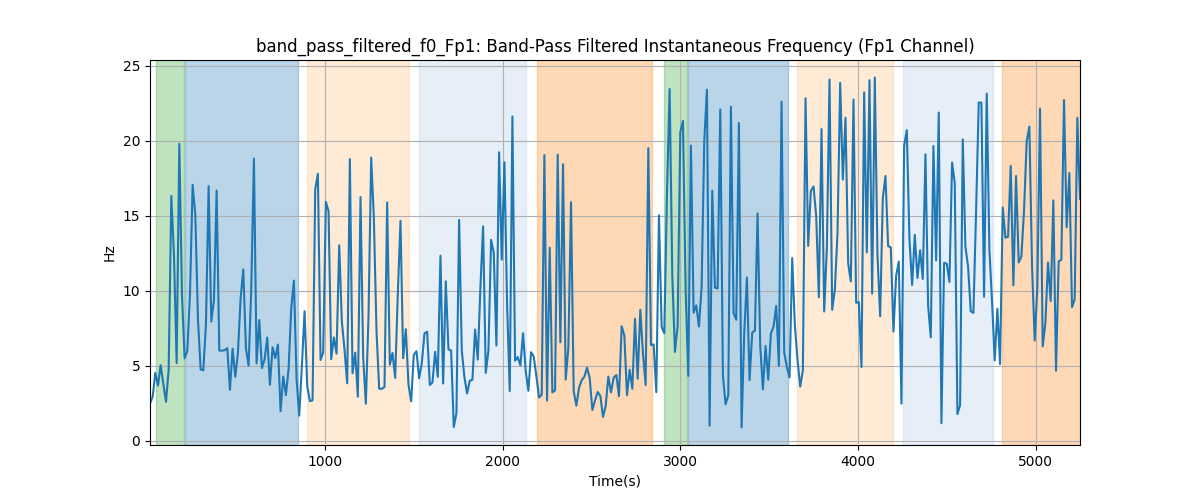 band_pass_filtered_f0_Fp1: Band-Pass Filtered Instantaneous Frequency (Fp1 Channel)
25
20
15
10
5
0
Hz
1000 2000 3000 4000 5000
Time(s)